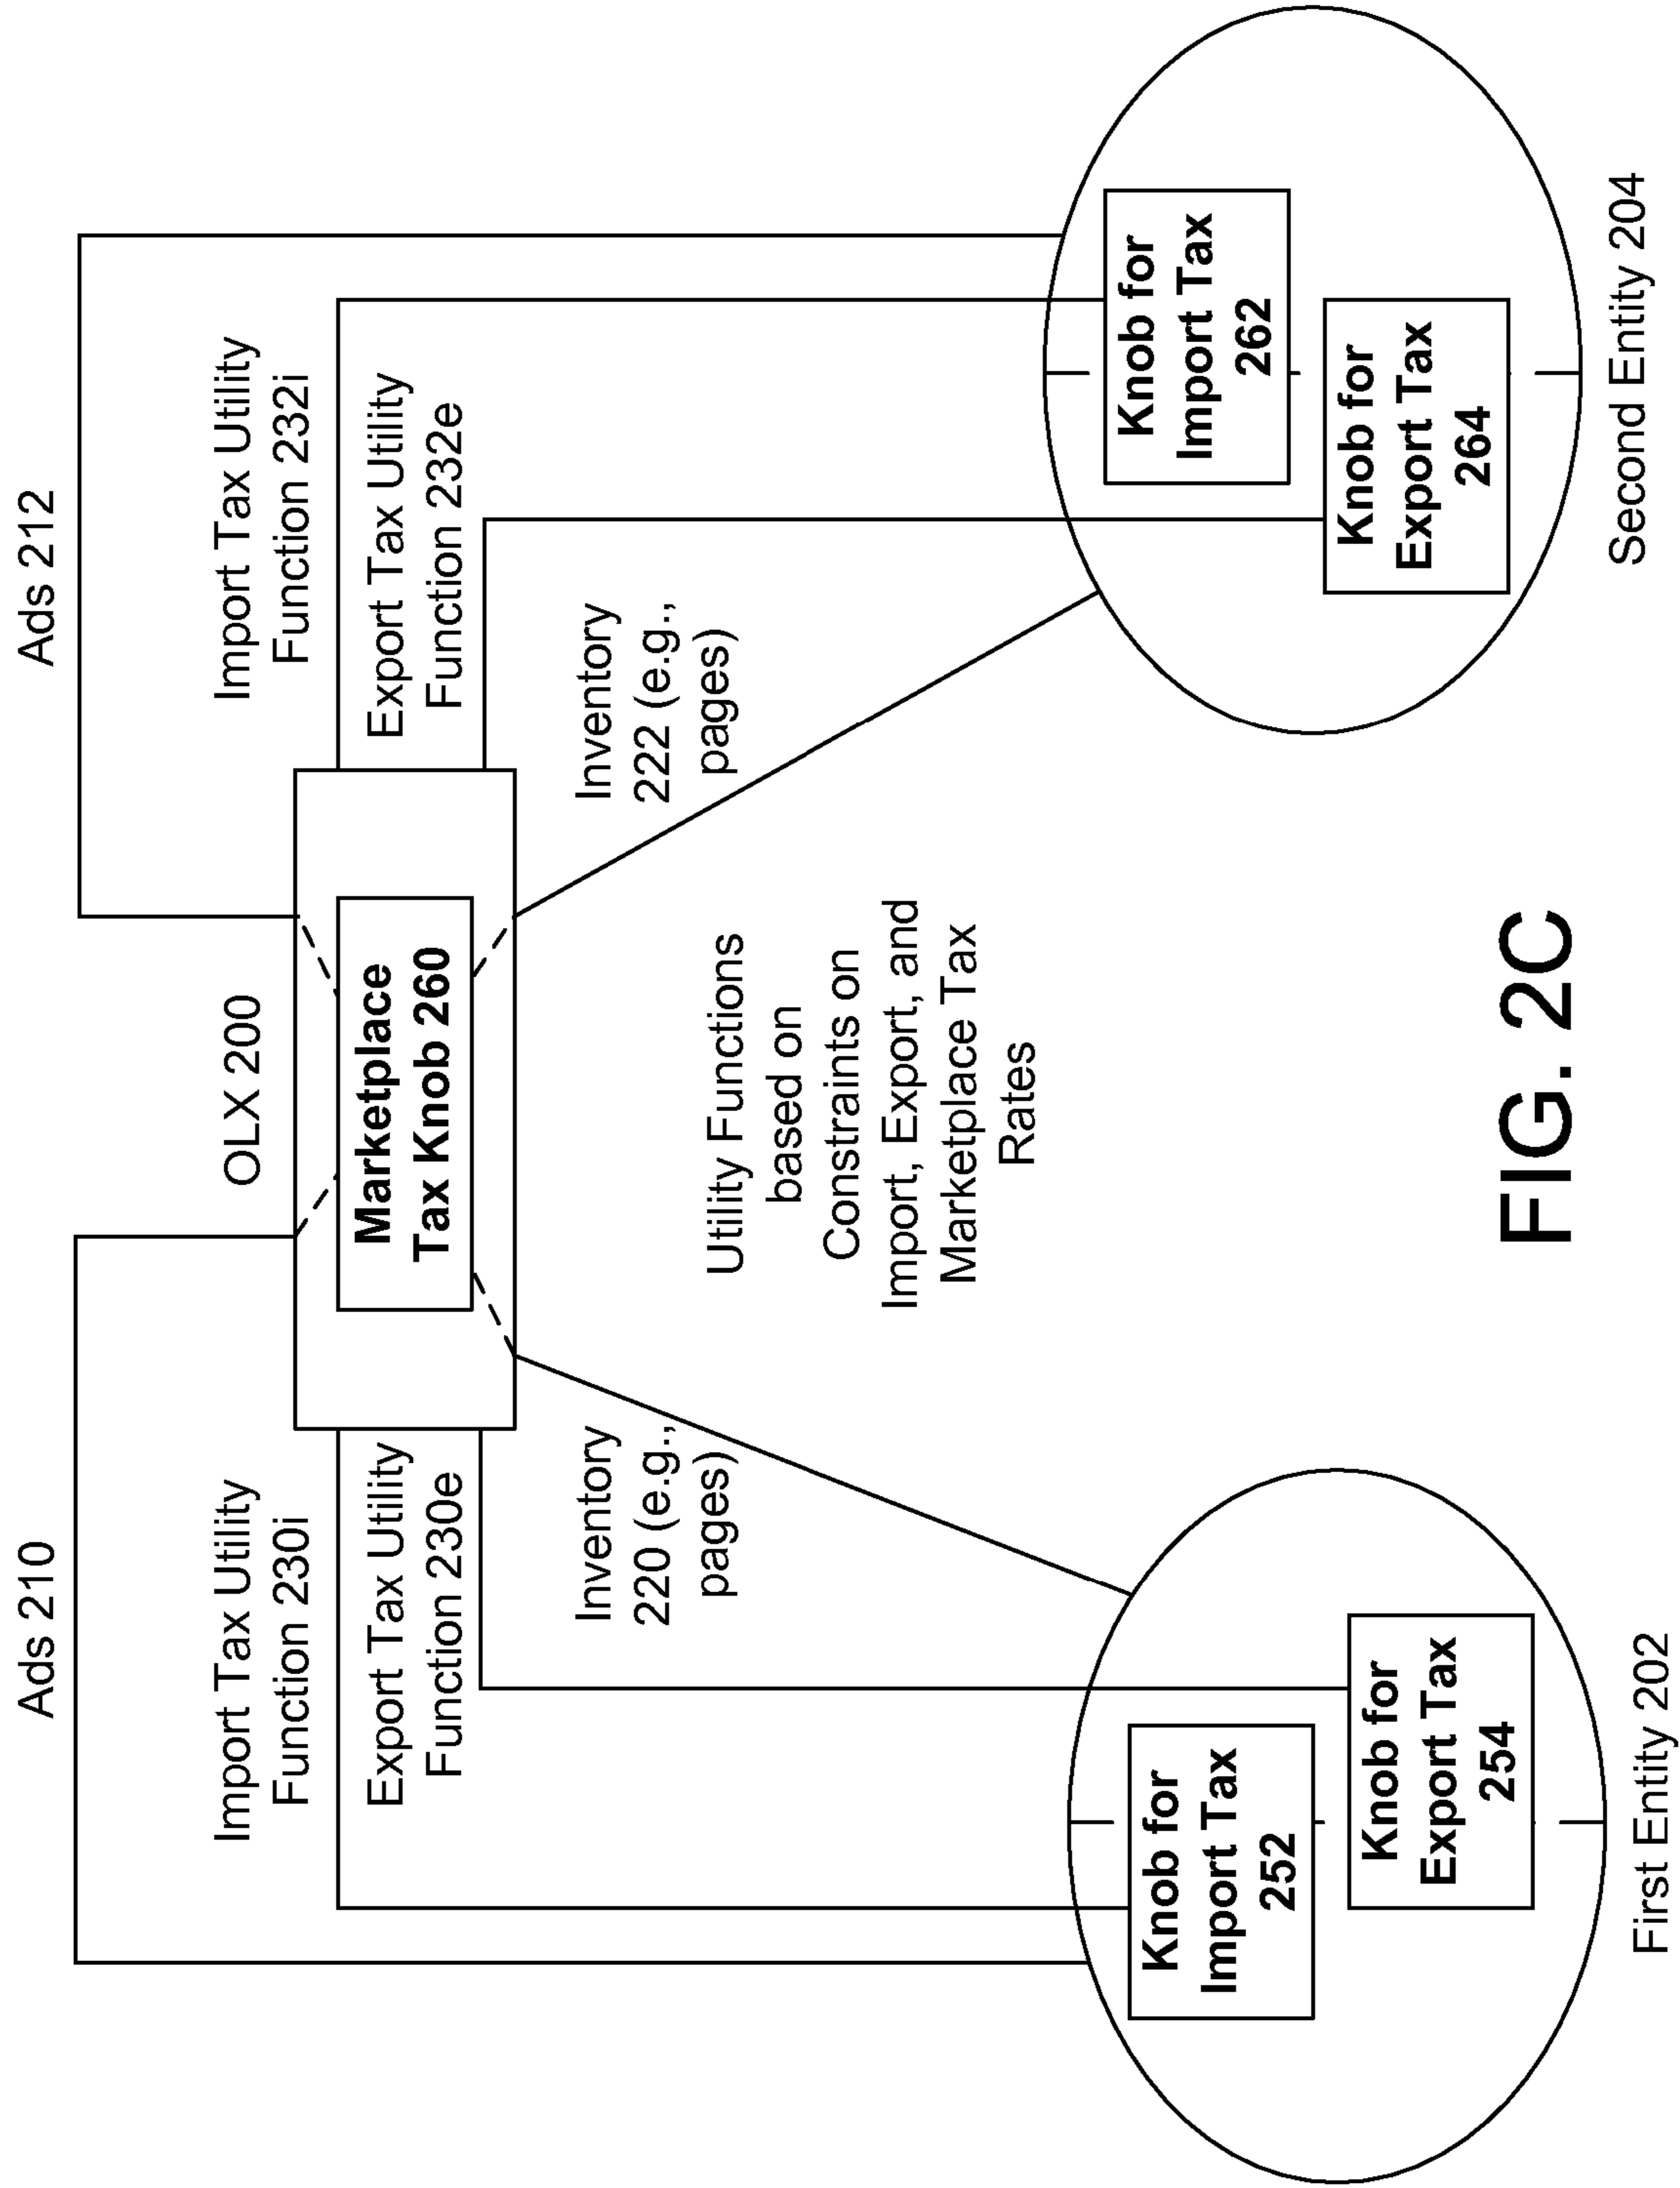 Ads 210
Ads 212
OLX 200
Import Tax Utility
Function 230i
Import Tax Utility
Function 232i
Export Tax Utility
Function 230e
Marketplace
Tax Knob 260
Export Tax Utility
Function 232e
Inventory
220 (e.g.,
pages)
Inventory
222 (e.g.,
pages)
Utility Functions
based on
Constraints on
Import, Export, and
Marketplace Tax
Rates
Knob for
Import Tax
252
Knob for
Export Tax
254
Knob for
Import Tax
262
Knob for
Export Tax
264
First Entity 202
Second Entity 204
FIG. 2C